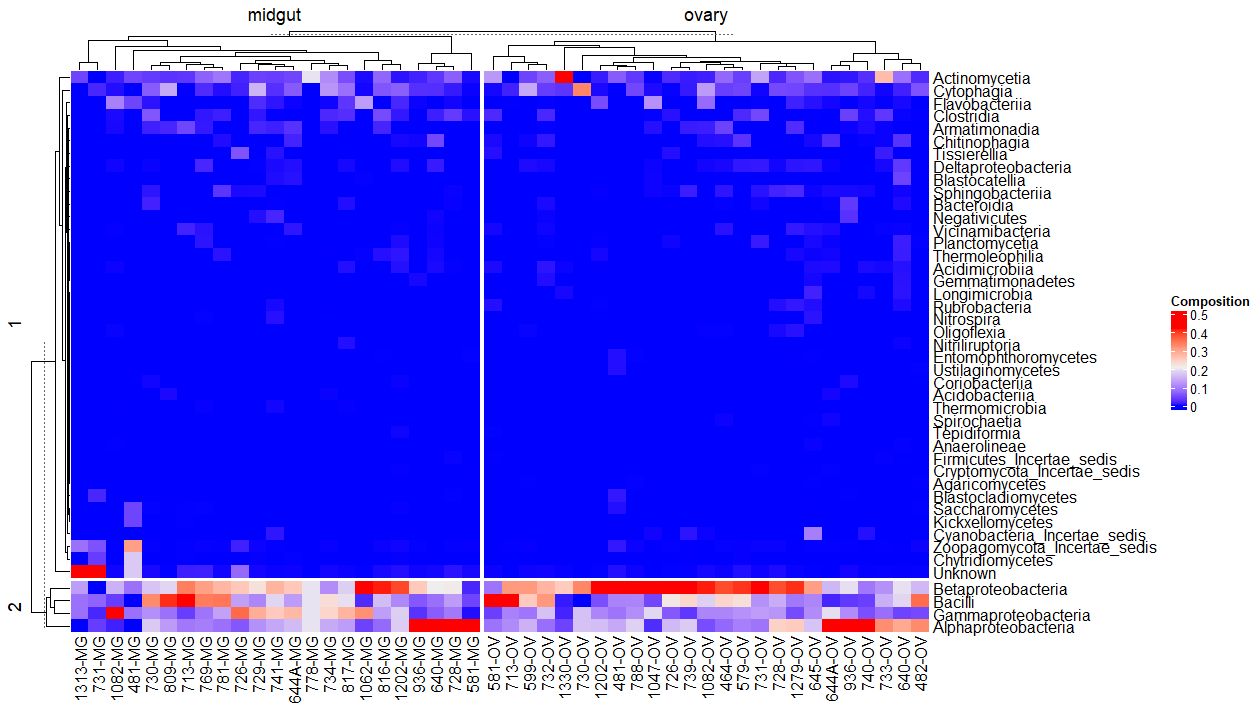 midgut
ovary
Actinomycetia
Cytophagia
Flavobacteriia
Clostridia
Armatimonadia
Chitinophagia
Tissierellia
Deltaproteobacteria
Blastocatellia
Sphingobacteriia
Bacteroidia
Negativicutes
Vicinamibacteria
Planctomycetia
Thermoleophilia
Acidimicrobiia
Gemmatimonadetes
Longimicrobia
Rubrobacteria
Nitrospira
Oligoflexia
Nitriliruptoria
Entomophthoromycetes
Ustilaginomycetes
Coriobacteriia
Acidobacteriia
Thermomicrobia
Spirochaetia
Tepidiformia
Anaerolineae
Firmicutes_Incertae_sedis
Cryptomycota_Incertae_sedis
Agaricomycetes
Blastocladiomycetes
Saccharomycetes
Kickxellomycetes
Cyanobacteria_Incertae_sedis
Zoopagomycota_Incertae_sedis
Chytridiomycetes
Unknown
Betaproteobacteria
Bacilli
Gammaproteobacteria
Alphaproteobacteria
1
2
Composition
0.5
0.4
0.3
0.2
0.1
0
1313-MG
731-MG
1082-MG
481-MG
730-MG
809-MG
713-MG
769-MG
781-MG
726-MG
729-MG
741-MG
644A-MG
778-MG
734-MG
817-MG
1062-MG
816-MG
1202-MG
936-MG
640-MG
728-MG
581-MG
581-OV
713-OV
599-OV
732-OV
1330-OV
730-OV
1202-OV
481-OV
788-OV
1047-OV
726-OV
739-OV
1082-OV
464-OV
579-OV
731-OV
728-OV
1279-OV
645-OV
644A-OV
936-OV
740-OV
733-OV
640-OV
482-OV